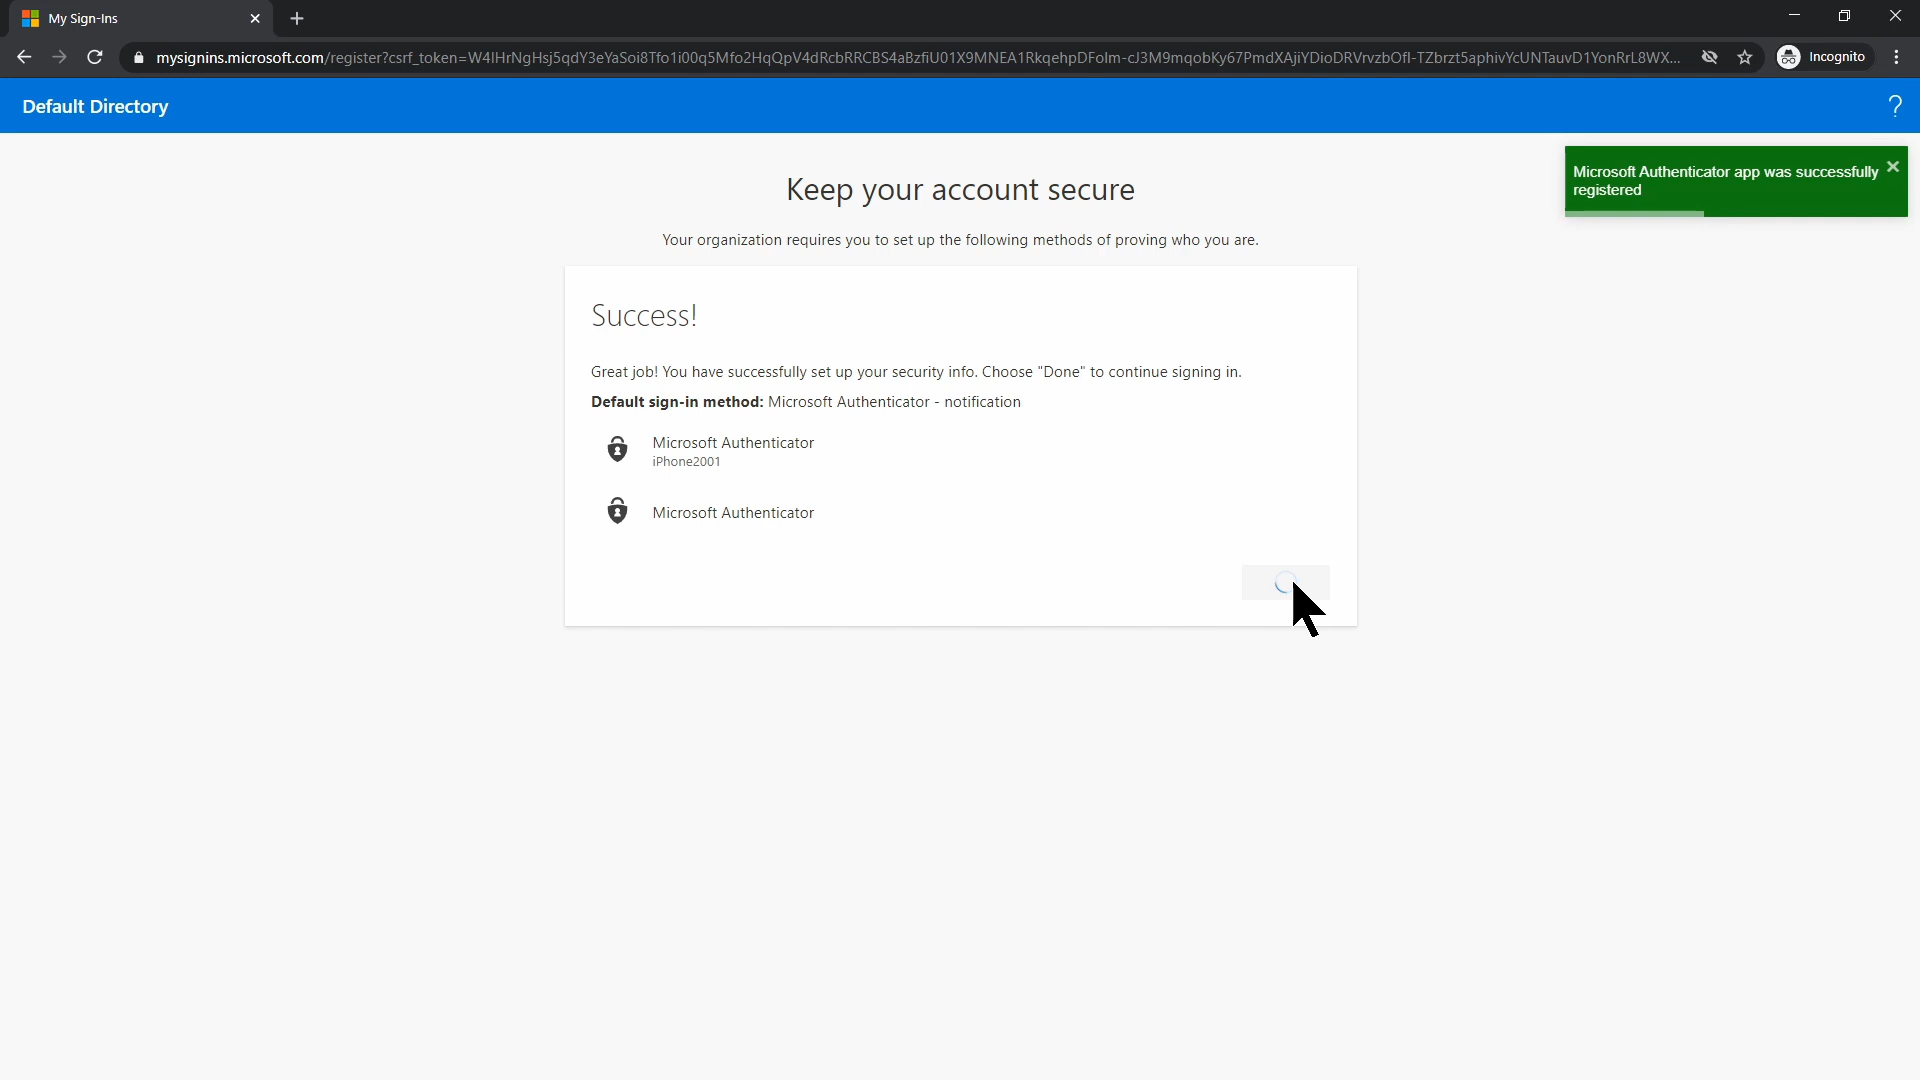 My Sign-Ins
mysignins.microsoft.com/register?csrf_token=W4IHrNgHsj5qdY3eYaSoi8Tfo1i00q5Mfo2HqQpV4dRcbRRCBS4aBzfiU01X9MNEA1RkqehpDFolm-cJ3M9mqobKy67PmdXAjiYDioDRVrvzbOfI-TZbrzt5aphivYcUNTauvD1YonRrL8WX...
Incognito
Default Directory
?
Microsoft Authenticator app was successfully
registered
Keep your account secure
Your organization requires you to set up the following methods of proving who you are.
Success!
Great job! You have successfully set up your security info. Choose "Done" to continue signing in.
Default sign-in method: Microsoft Authenticator - notification
Microsoft Authenticator
iPhone2001
Microsoft Authenticator